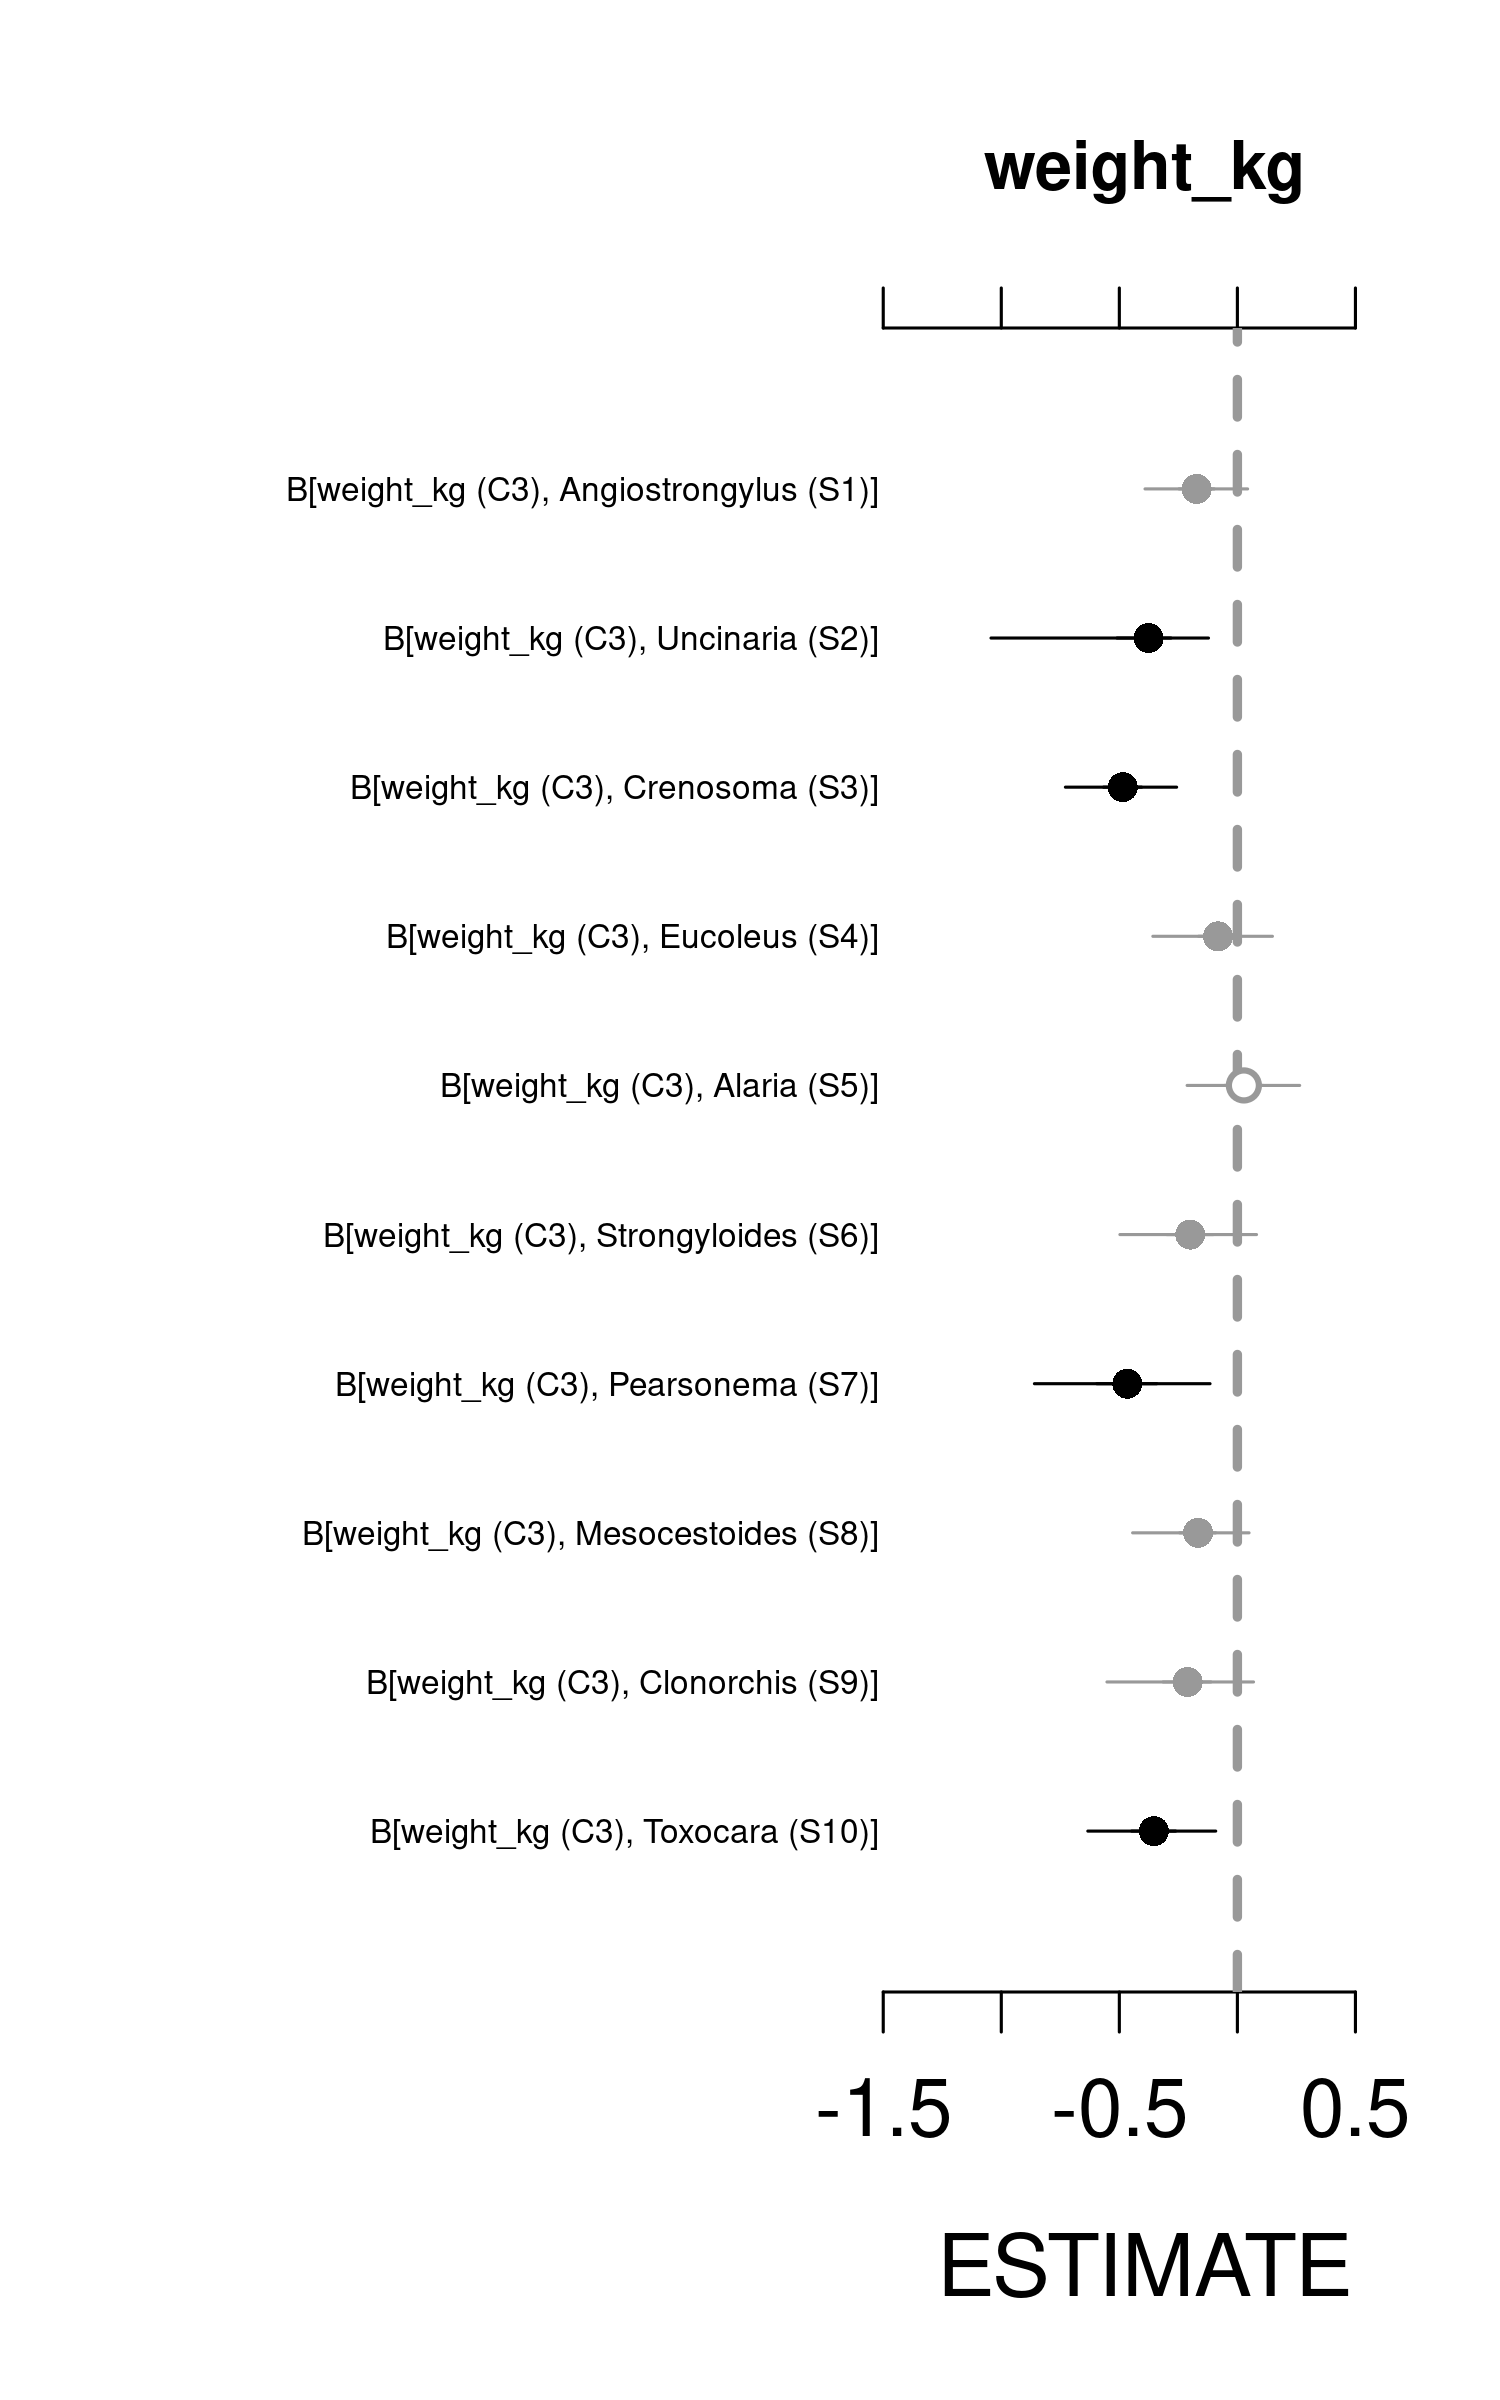 weight_kg
B[weight_kg (C3), Angiostrongylus (S1)]
B[weight_kg (C3), Uncinaria (S2)]
B[weight_kg (C3), Crenosoma (S3)]
B[weight_kg (C3), Eucoleus (S4)]
B[weight_kg (C3), Alaria (S5)]
B[weight_kg (C3), Strongyloides (S6)]
B[weight_kg (C3), Pearsonema (S7)]
B[weight_kg (C3), Mesocestoides (S8)]
B[weight_kg (C3), Clonorchis (S9)]
B[weight_kg (C3), Toxocara (S10)]
-1.5 -0.5 0.5
ESTIMATE